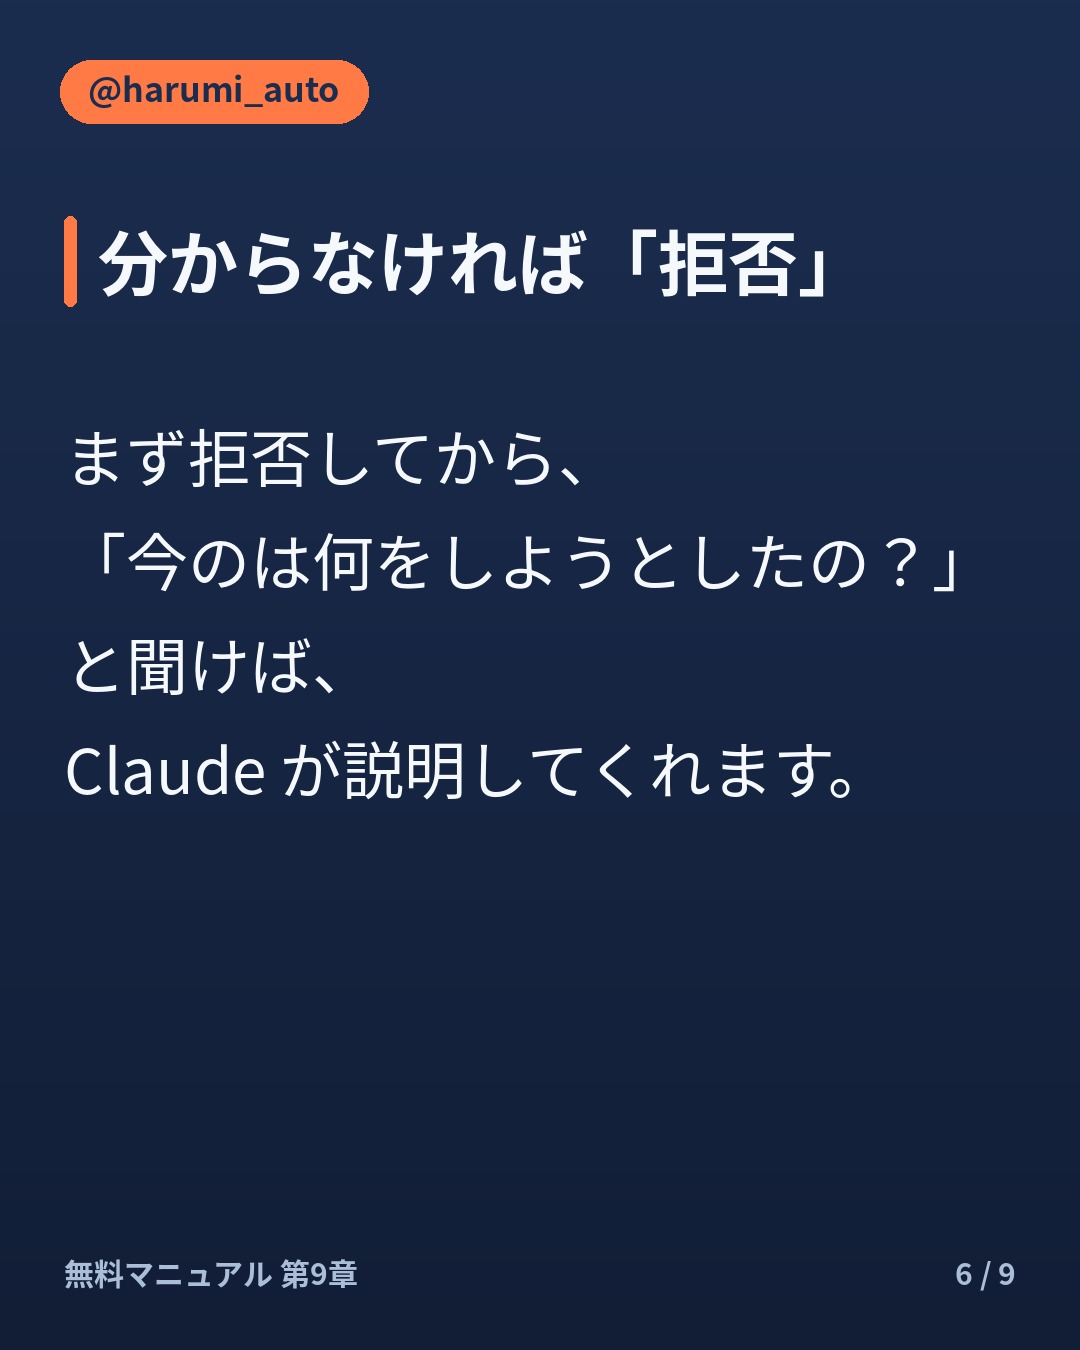 @harumi_auto
分からなければ「拒否」
まず拒否してから、
「今のは何をしようとしたの？」
と聞けば、
Claude が説明してくれます。
無料マニュアル 第9章
6 / 9